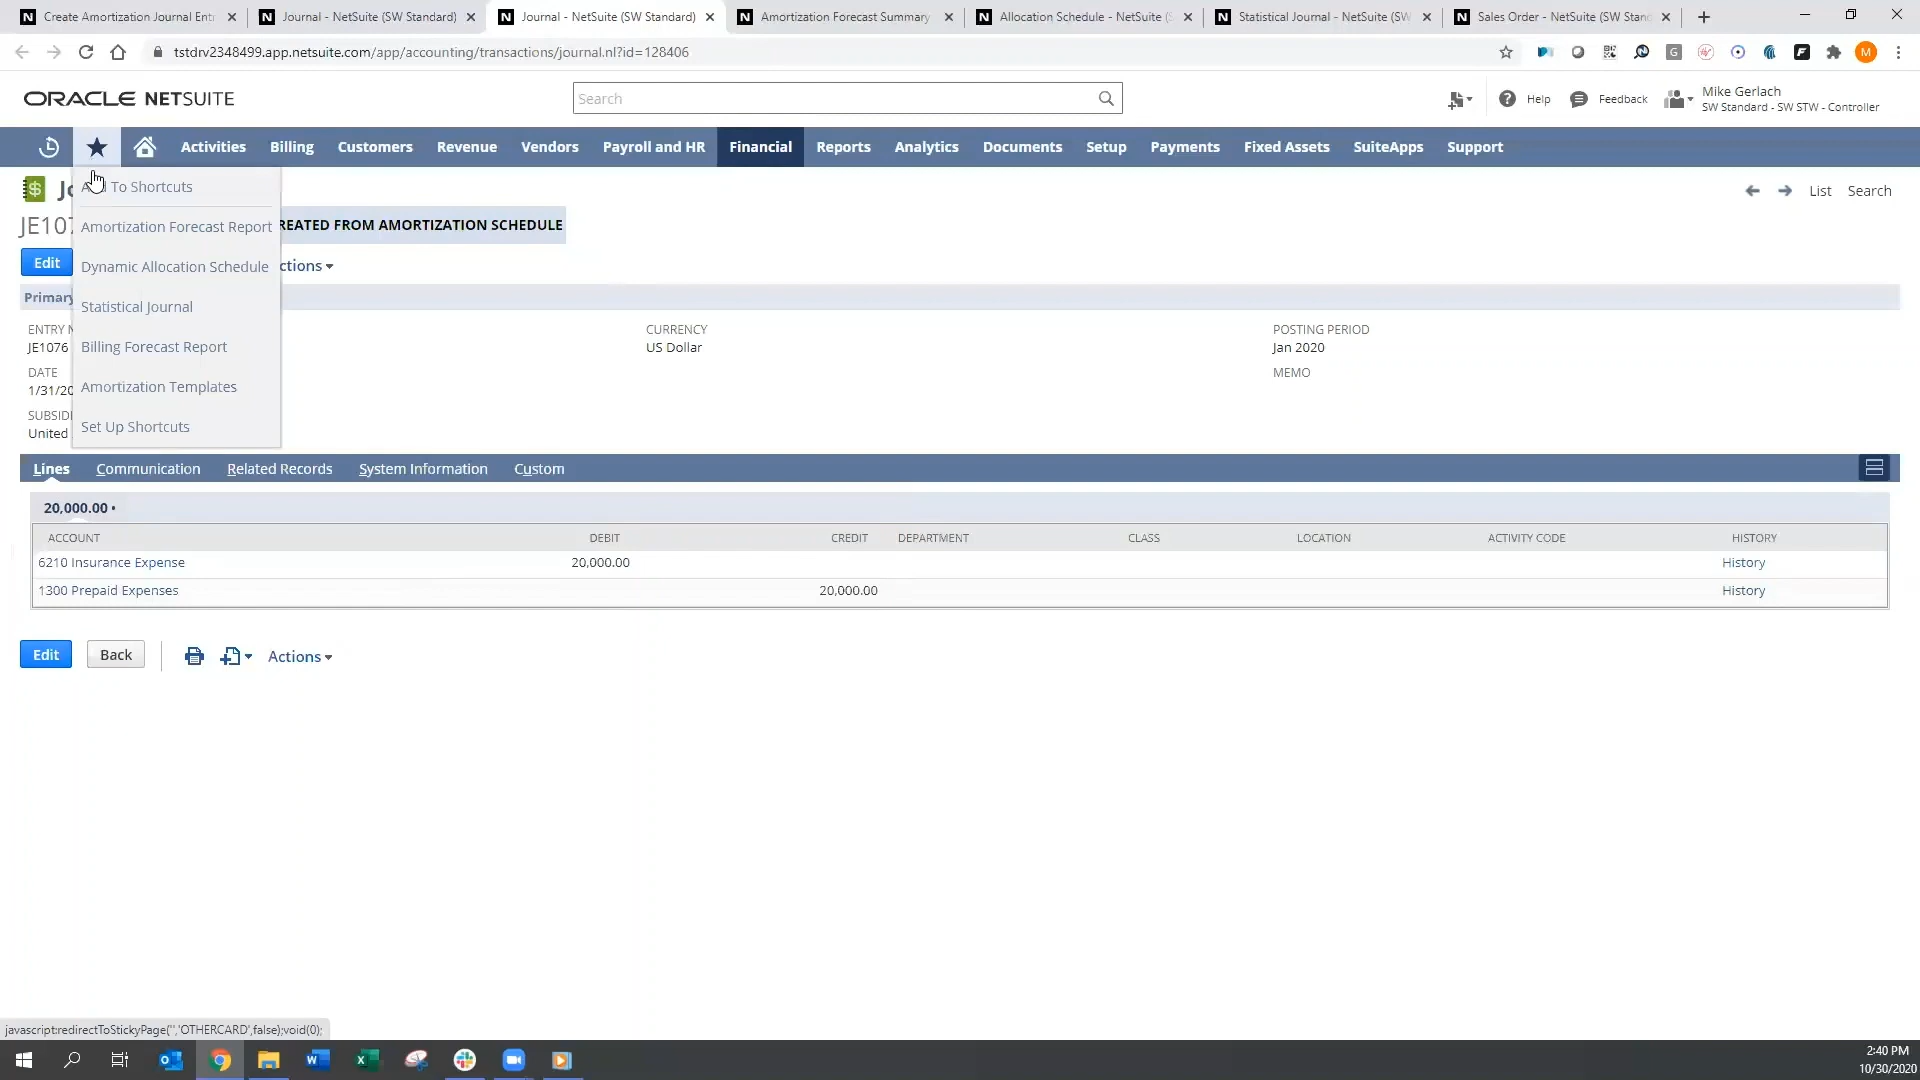 Create Amortization Journal Ent
Journal - NetSuite (SW Standard)
Journal - NetSuite (SW Standard)
Amortization Forecast Summary
Allocation Schedule - NetSuite (S
Statistical Journal - NetSuite (SW
Sales Order - NetSuite (SW Stand
tstdrv2348499.app.netsuite.com/app/accounting/transactions/journal.nl?id=128406
M
ORACLE NETSUITE
Search
Help
Feedback
Mike Gerlach
SW Standard - SW STW - Controller
Activities Billing Customers Revenue Vendors Payroll and HR Financial Reports Analytics Documents Setup Payments Fixed Assets SuiteApps Support
Jo
To Shortcuts
List Search
JE107
Amortization Forecast Report
REATED FROM AMORTIZATION SCHEDULE
Edit
Dynamic Allocation Schedule
ctions
Primary
Statistical Journal
ENTRY N
JE1076
CURRENCY
US Dollar
POSTING PERIOD
Jan 2020
Billing Forecast Report
DATE
1/31/20
MEMO
Amortization Templates
SUBSID
United
Set Up Shortcuts
Lines Communication Related Records System Information Custom
20,000.00 •
ACCOUNT DEBIT CREDIT DEPARTMENT CLASS LOCATION ACTIVITY CODE HISTORY
6210 Insurance Expense 20,000.00 History
1300 Prepaid Expenses 20,000.00 History
Edit Back Actions
javascript:redirectToStickyPage('','OTHERCARD',false);void(0);
2:40 PM
10/30/2020